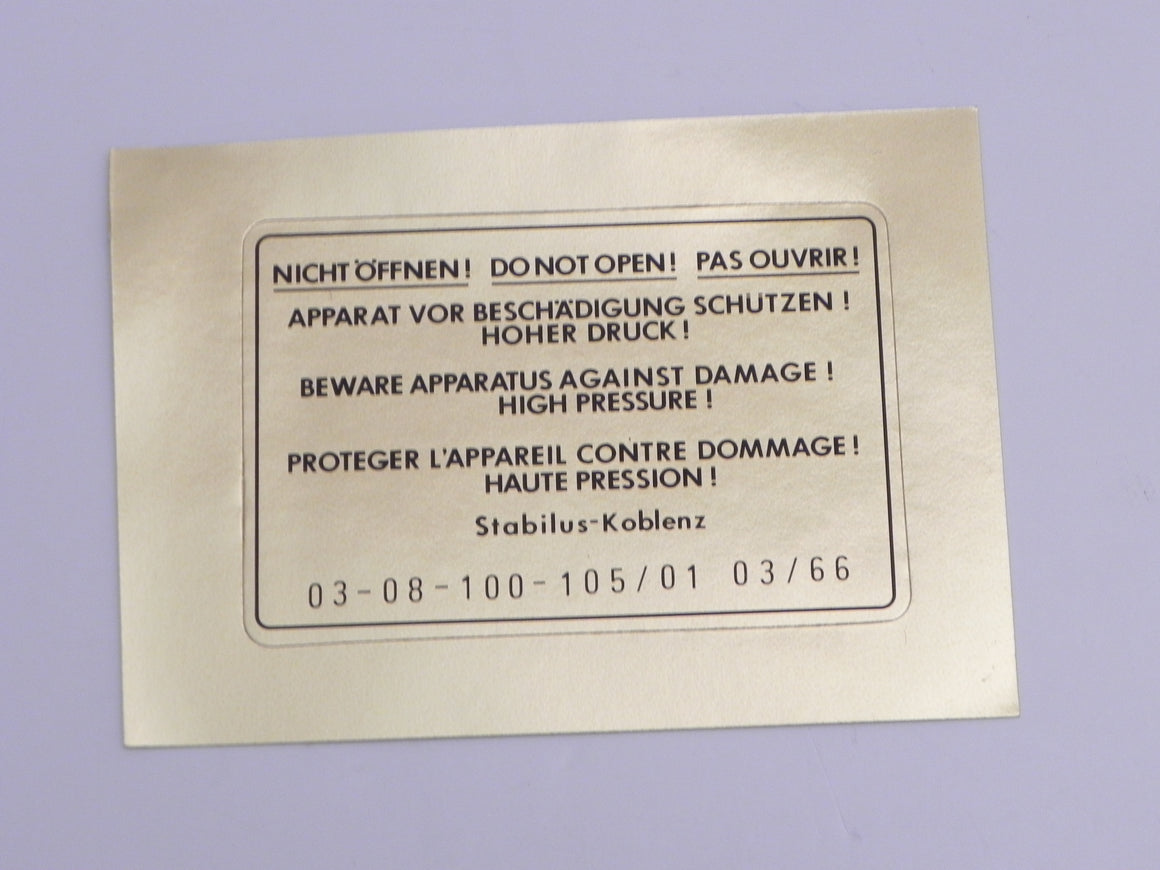 NICHT ÖFFNEN! DO NOT OPEN! PAS OUVRIR!
APPARAT VOR BESCHÄDIGUNG SCHÜTZEN !
HOHER DRUCK!
BEWARE APPARATUS AGAINST DAMAGE !
HIGH PRESSURE !
PROTEGER L'APPAREIL CONTRE DOMMAGE!
HAUTE PRESSION!
Stabilus-Koblenz
03-08-100-105/01 03/66